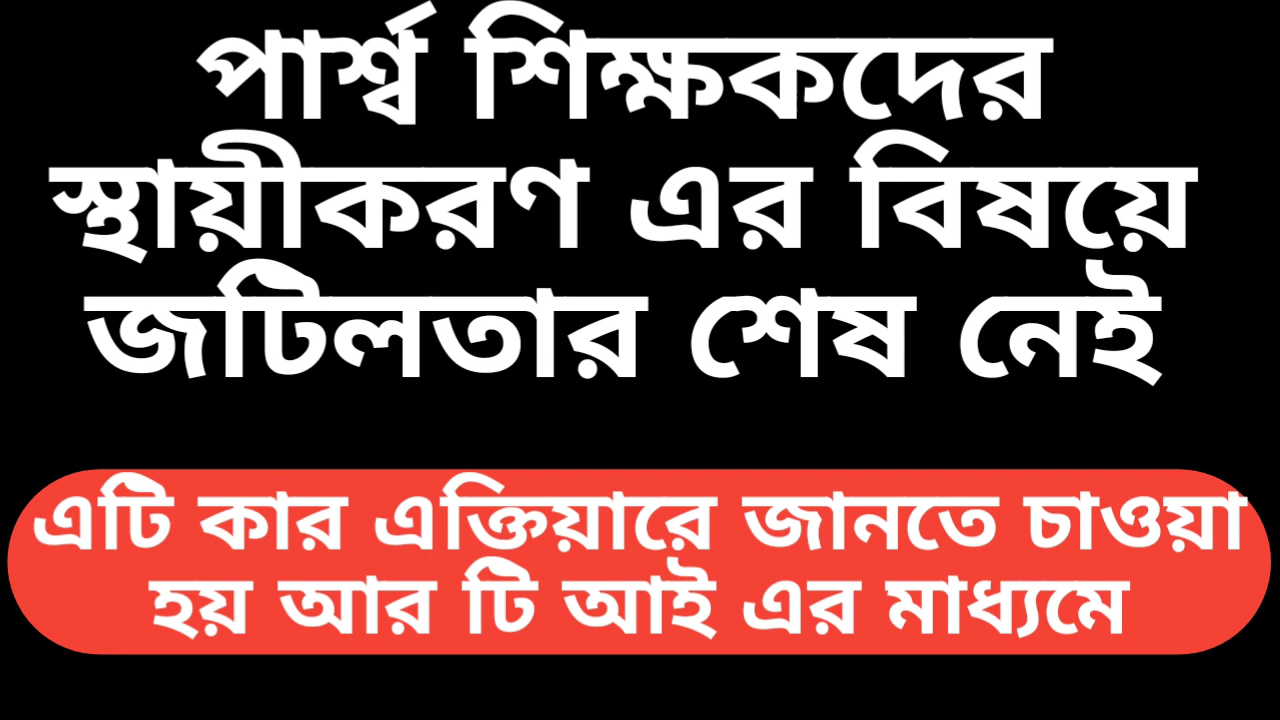 পার্শ্ব শিক্ষকদের
স্থায়ীকরণ এর বিষয়ে
জটিলতার শেষ নেই
এটি কার এক্তিয়ারে জানতে চাওয়া
হয় আর টি আই এর মাধ্যমে